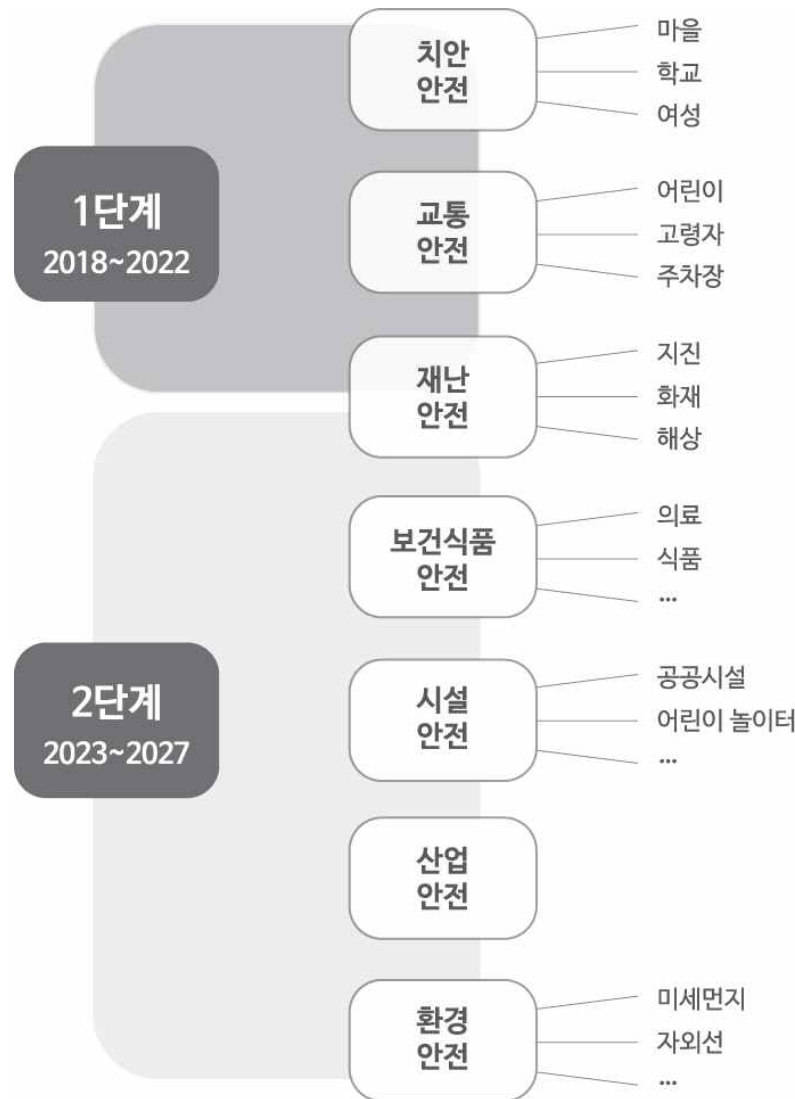 1단계
2018~2022
치안
안전
마을
학교
여성
교통
안전
어린이
고령자
주차장
재난
안전
지진
화재
해상
2단계
2023~2027
보건식품
안전
의료
식품
...
시설
안전
공공시설
어린이 놀이터
...
산업
안전
환경
안전
미세먼지
자외선
...